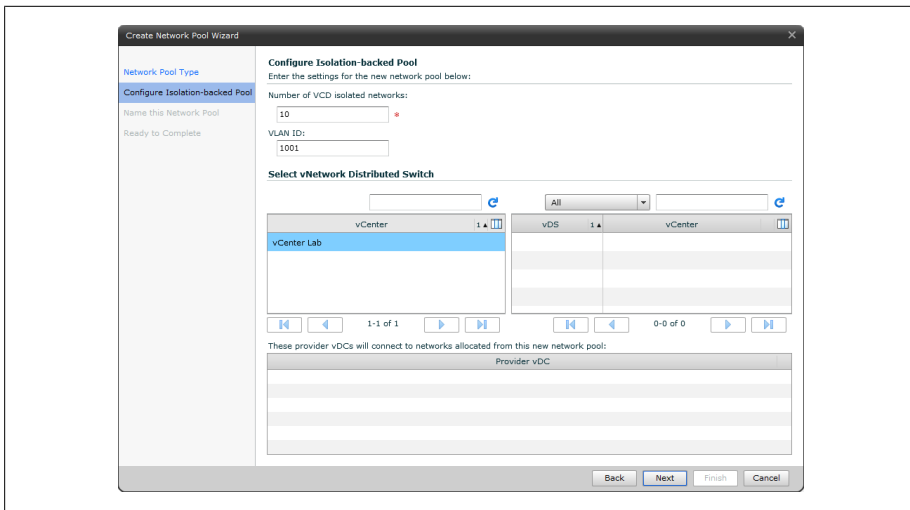 Create Network Pool Wizard
Network Pool Type
Configure Isolation-backed Pool
Name this Network Pool
Ready to Complete
Configure Isolation-backed Pool
Enter the settings for the new network pool below:
Number of VCD isolated networks:
10 *
VLAN ID:
1001
Select vNetwork Distributed Switch
All
vCenter 1
vCenter Lab
1-1 of 1
vDS 1 vCenter
0-0 of 0
These provider vDCs will connect to networks allocated from this new network pool:
Provider vDC
Back Next Finish Cancel